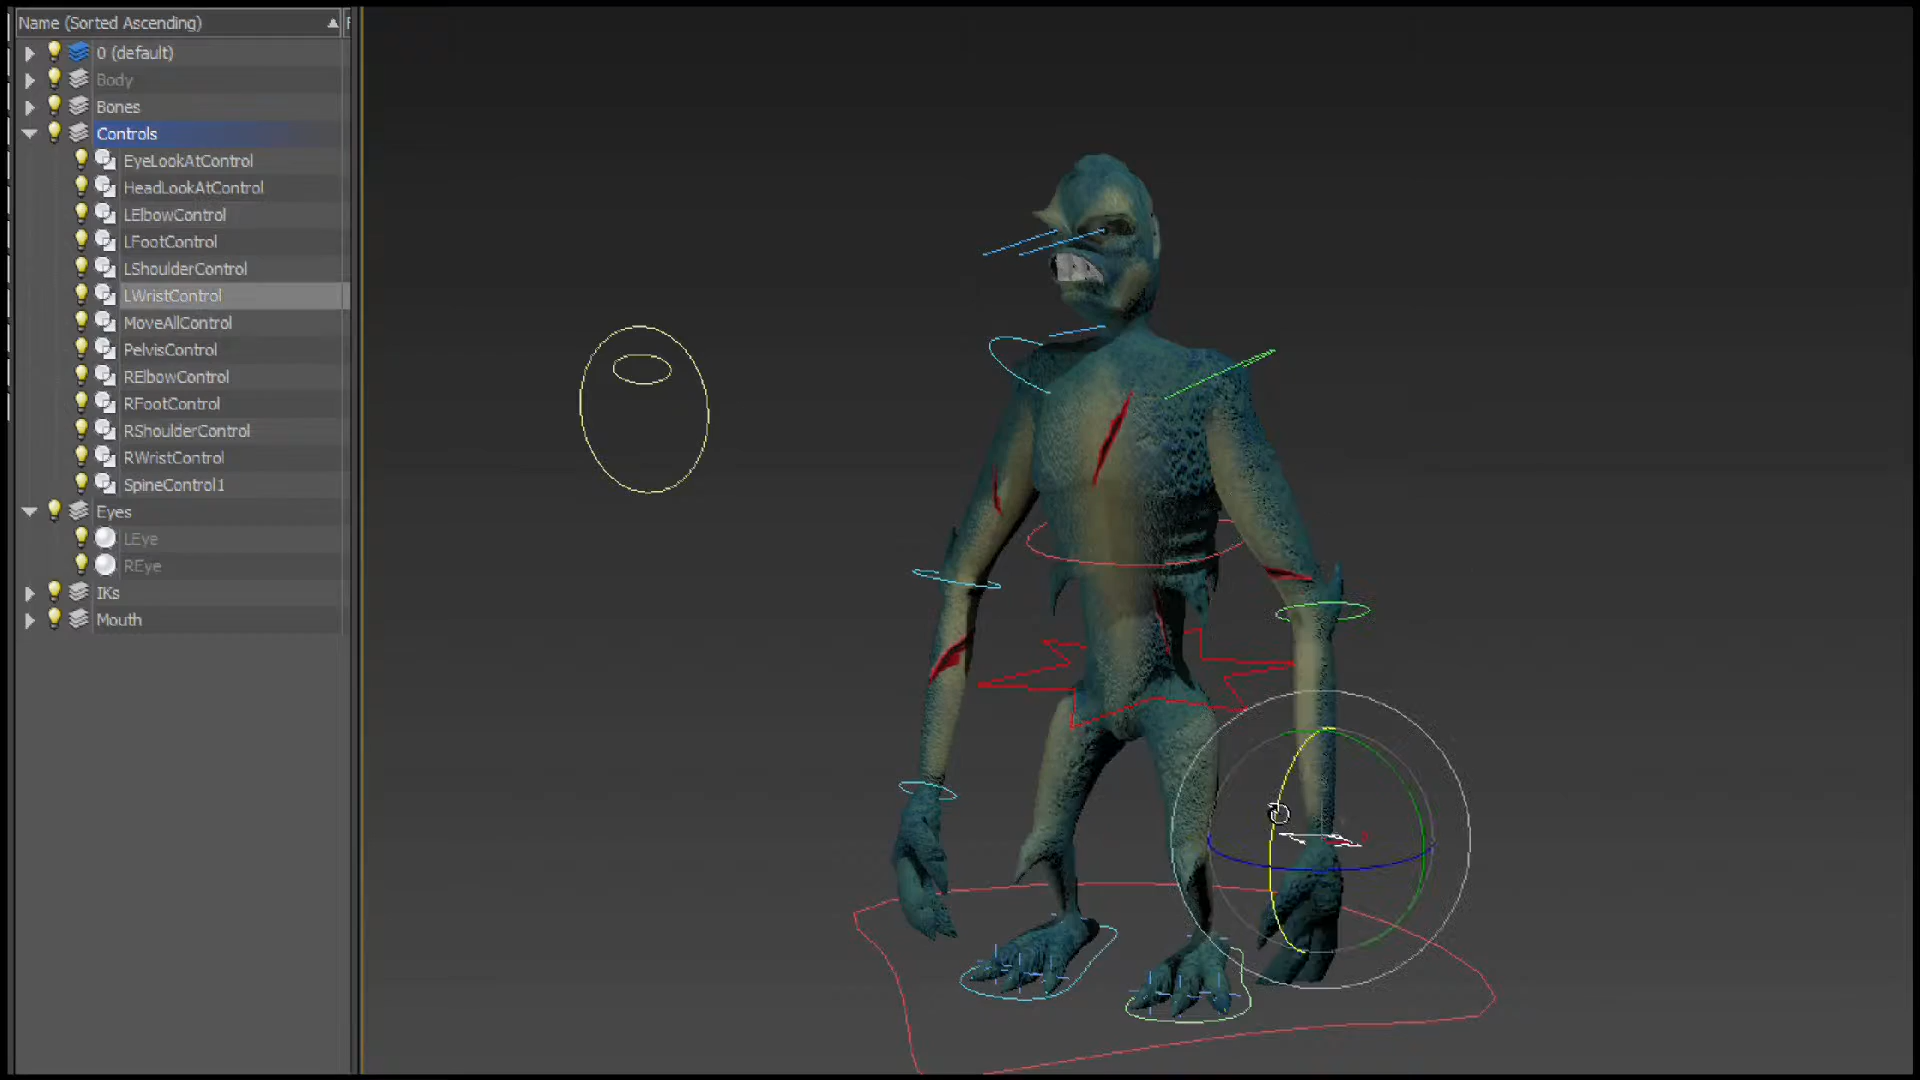 Name (Sorted Ascending)
0 (default)
Body
Bones
Controls
EyeLookAtControl
HeadLookAtControl
LElbowControl
LFootControl
LShoulderControl
LWristControl
MoveAllControl
PelvisControl
RElbowControl
RFootControl
RShoulderControl
RWristControl
SpineControl1
Eyes
LEye
REye
IKs
Mouth